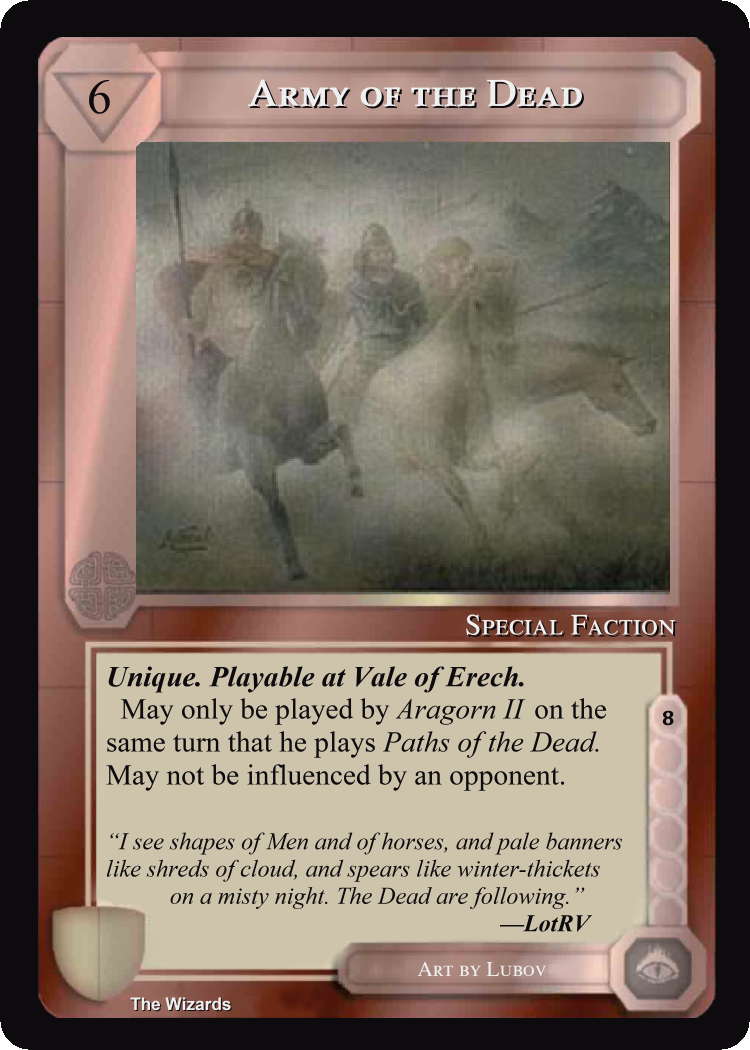 6
ARMY OF THE DEAD
SPECIAL FACTION
Unique. Playable at Vale of Erech.
May only be played by Aragorn II on the
same turn that he plays Paths of the Dead.
May not be influenced by an opponent.
8
“I see shapes of Men and of horses, and pale banners
like shreds of cloud, and spears like winter-thickets
on a misty night. The Dead are following.”
—LotRV
ART BY LUBOV
The Wizards